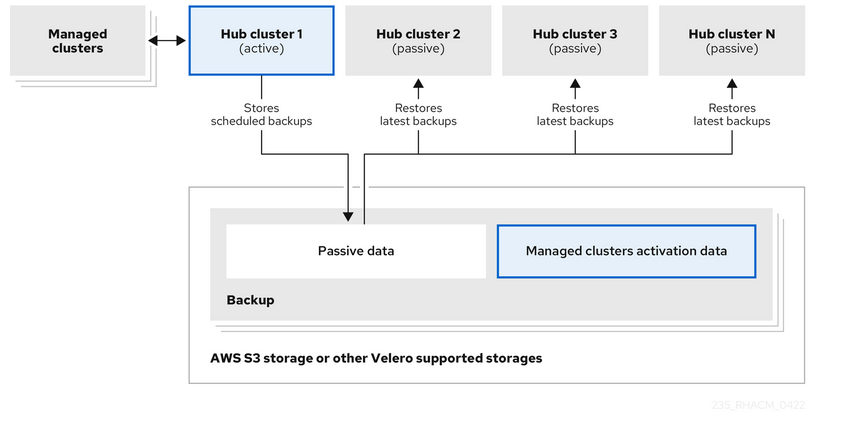 Managed
clusters
Hub cluster 1
(active)
Hub cluster 2
(passive)
Hub cluster 3
(passive)
Hub cluster N
(passive)
Stores
scheduled backups
Restores
latest backups
Restores
latest backups
Restores
latest backups
Passive data
Managed clusters activation data
Backup
AWS S3 storage or other Velero supported storages
235_RHACM_0422